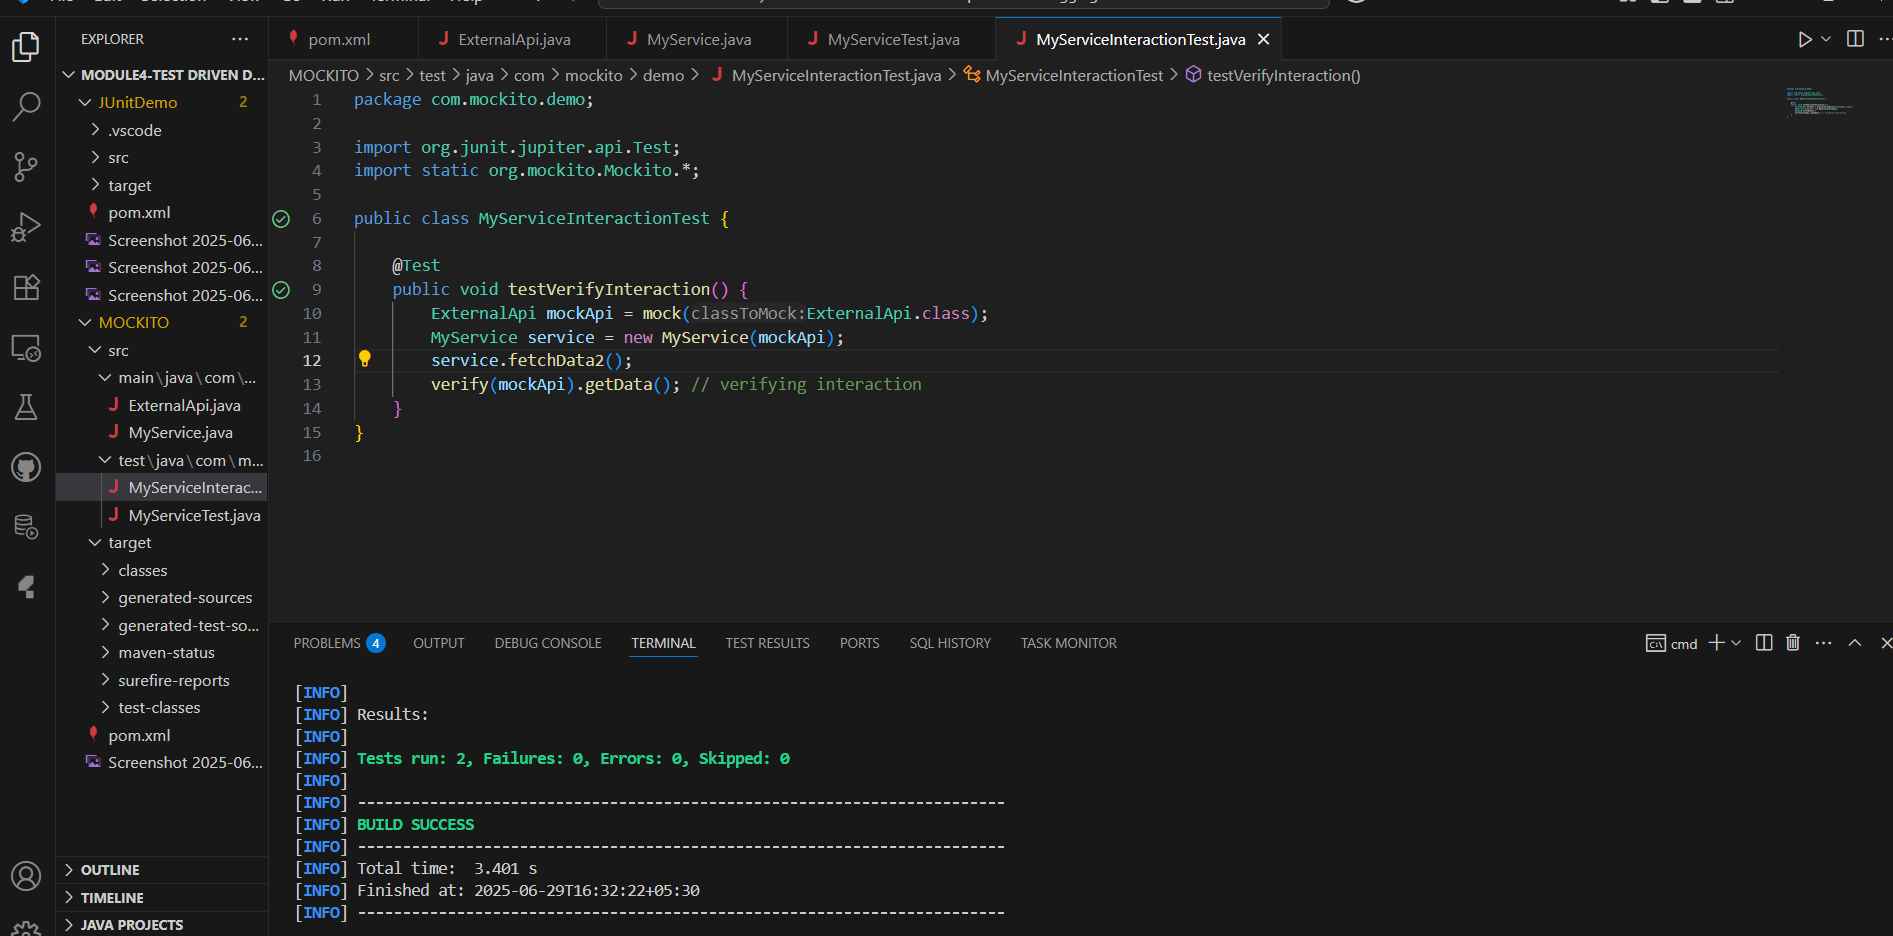 EXPLORER
MODULE4-TEST DRIVEN D...
JUnitDemo 2
.vscode
src
target
pom.xml
Screenshot 2025-06...
Screenshot 2025-06...
Screenshot 2025-06...
MOCKITO 2
src
main\java\com\...
ExternalApi.java
MyService.java
test\java\com\m...
MyServiceInterac...
MyServiceTest.java
target
classes
generated-sources
generated-test-so...
maven-status
surefire-reports
test-classes
pom.xml
Screenshot 2025-06...
OUTLINE
TIMELINE
JAVA PROJECTS
pom.xml ExternalApi.java MyService.java MyServiceTest.java MyServiceInteractionTest.java
MOCKITO > src > test > java > com > mockito > demo > MyServiceInteractionTest.java > MyServiceInteractionTest > testVerifyInteraction()
1 package com.mockito.demo;
2
3 import org.junit.jupiter.api.Test;
4 import static org.mockito.Mockito.*;
5
6 public class MyServiceInteractionTest {
7
8 @Test
9 public void testVerifyInteraction() {
10 ExternalApi mockApi = mock(classToMock:ExternalApi.class);
11 MyService service = new MyService(mockApi);
12 service.fetchData2();
13 verify(mockApi).getData(); // verifying interaction
14 }
15 }
16
PROBLEMS 4 OUTPUT DEBUG CONSOLE TERMINAL TEST RESULTS PORTS SQL HISTORY TASK MONITOR cmd
[INFO]
[INFO] Results:
[INFO]
[INFO] Tests run: 2, Failures: 0, Errors: 0, Skipped: 0
[INFO]
[INFO] ------------------------------------------------------------------------
[INFO] BUILD SUCCESS
[INFO] ------------------------------------------------------------------------
[INFO] Total time:  3.401 s
[INFO] Finished at: 2025-06-29T16:32:22+05:30
[INFO] ------------------------------------------------------------------------